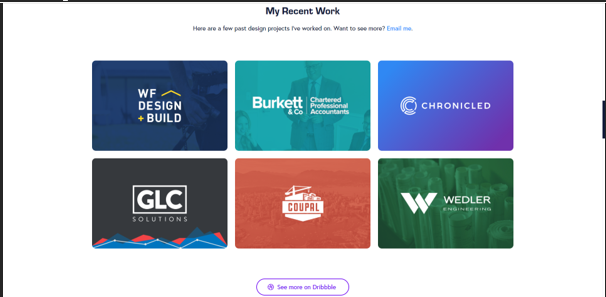 My Recent Work
Here are a few past design projects I've worked on. Want to see more? Email me.
WF
DESIGN
+BUILD
Burkett
& Co
Chartered
Professional
Accountants
CHRONICLED
GLC
SOLUTIONS
COUPAL
WEDLER
ENGINEERING
See more on Dribbble